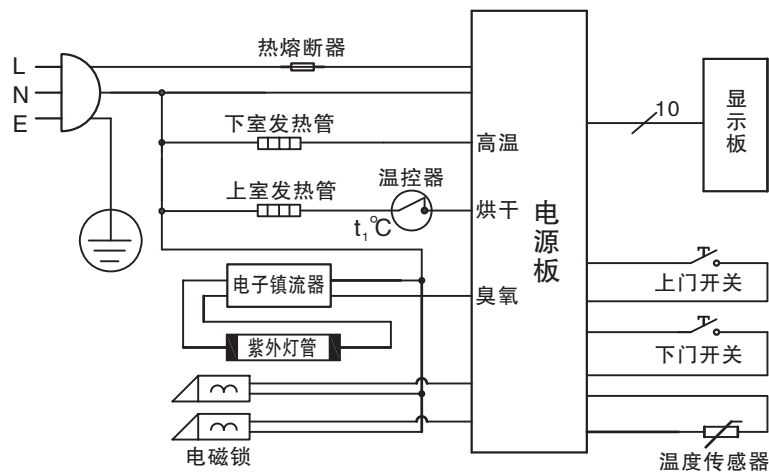 L
N
E
热熔断器
下室发热管
高温
上室发热管
温控器
t₁℃
烘干
电子镇流器
臭氧
紫外灯管
电磁锁
电源板
10
显示板
上门开关
下门开关
温度传感器